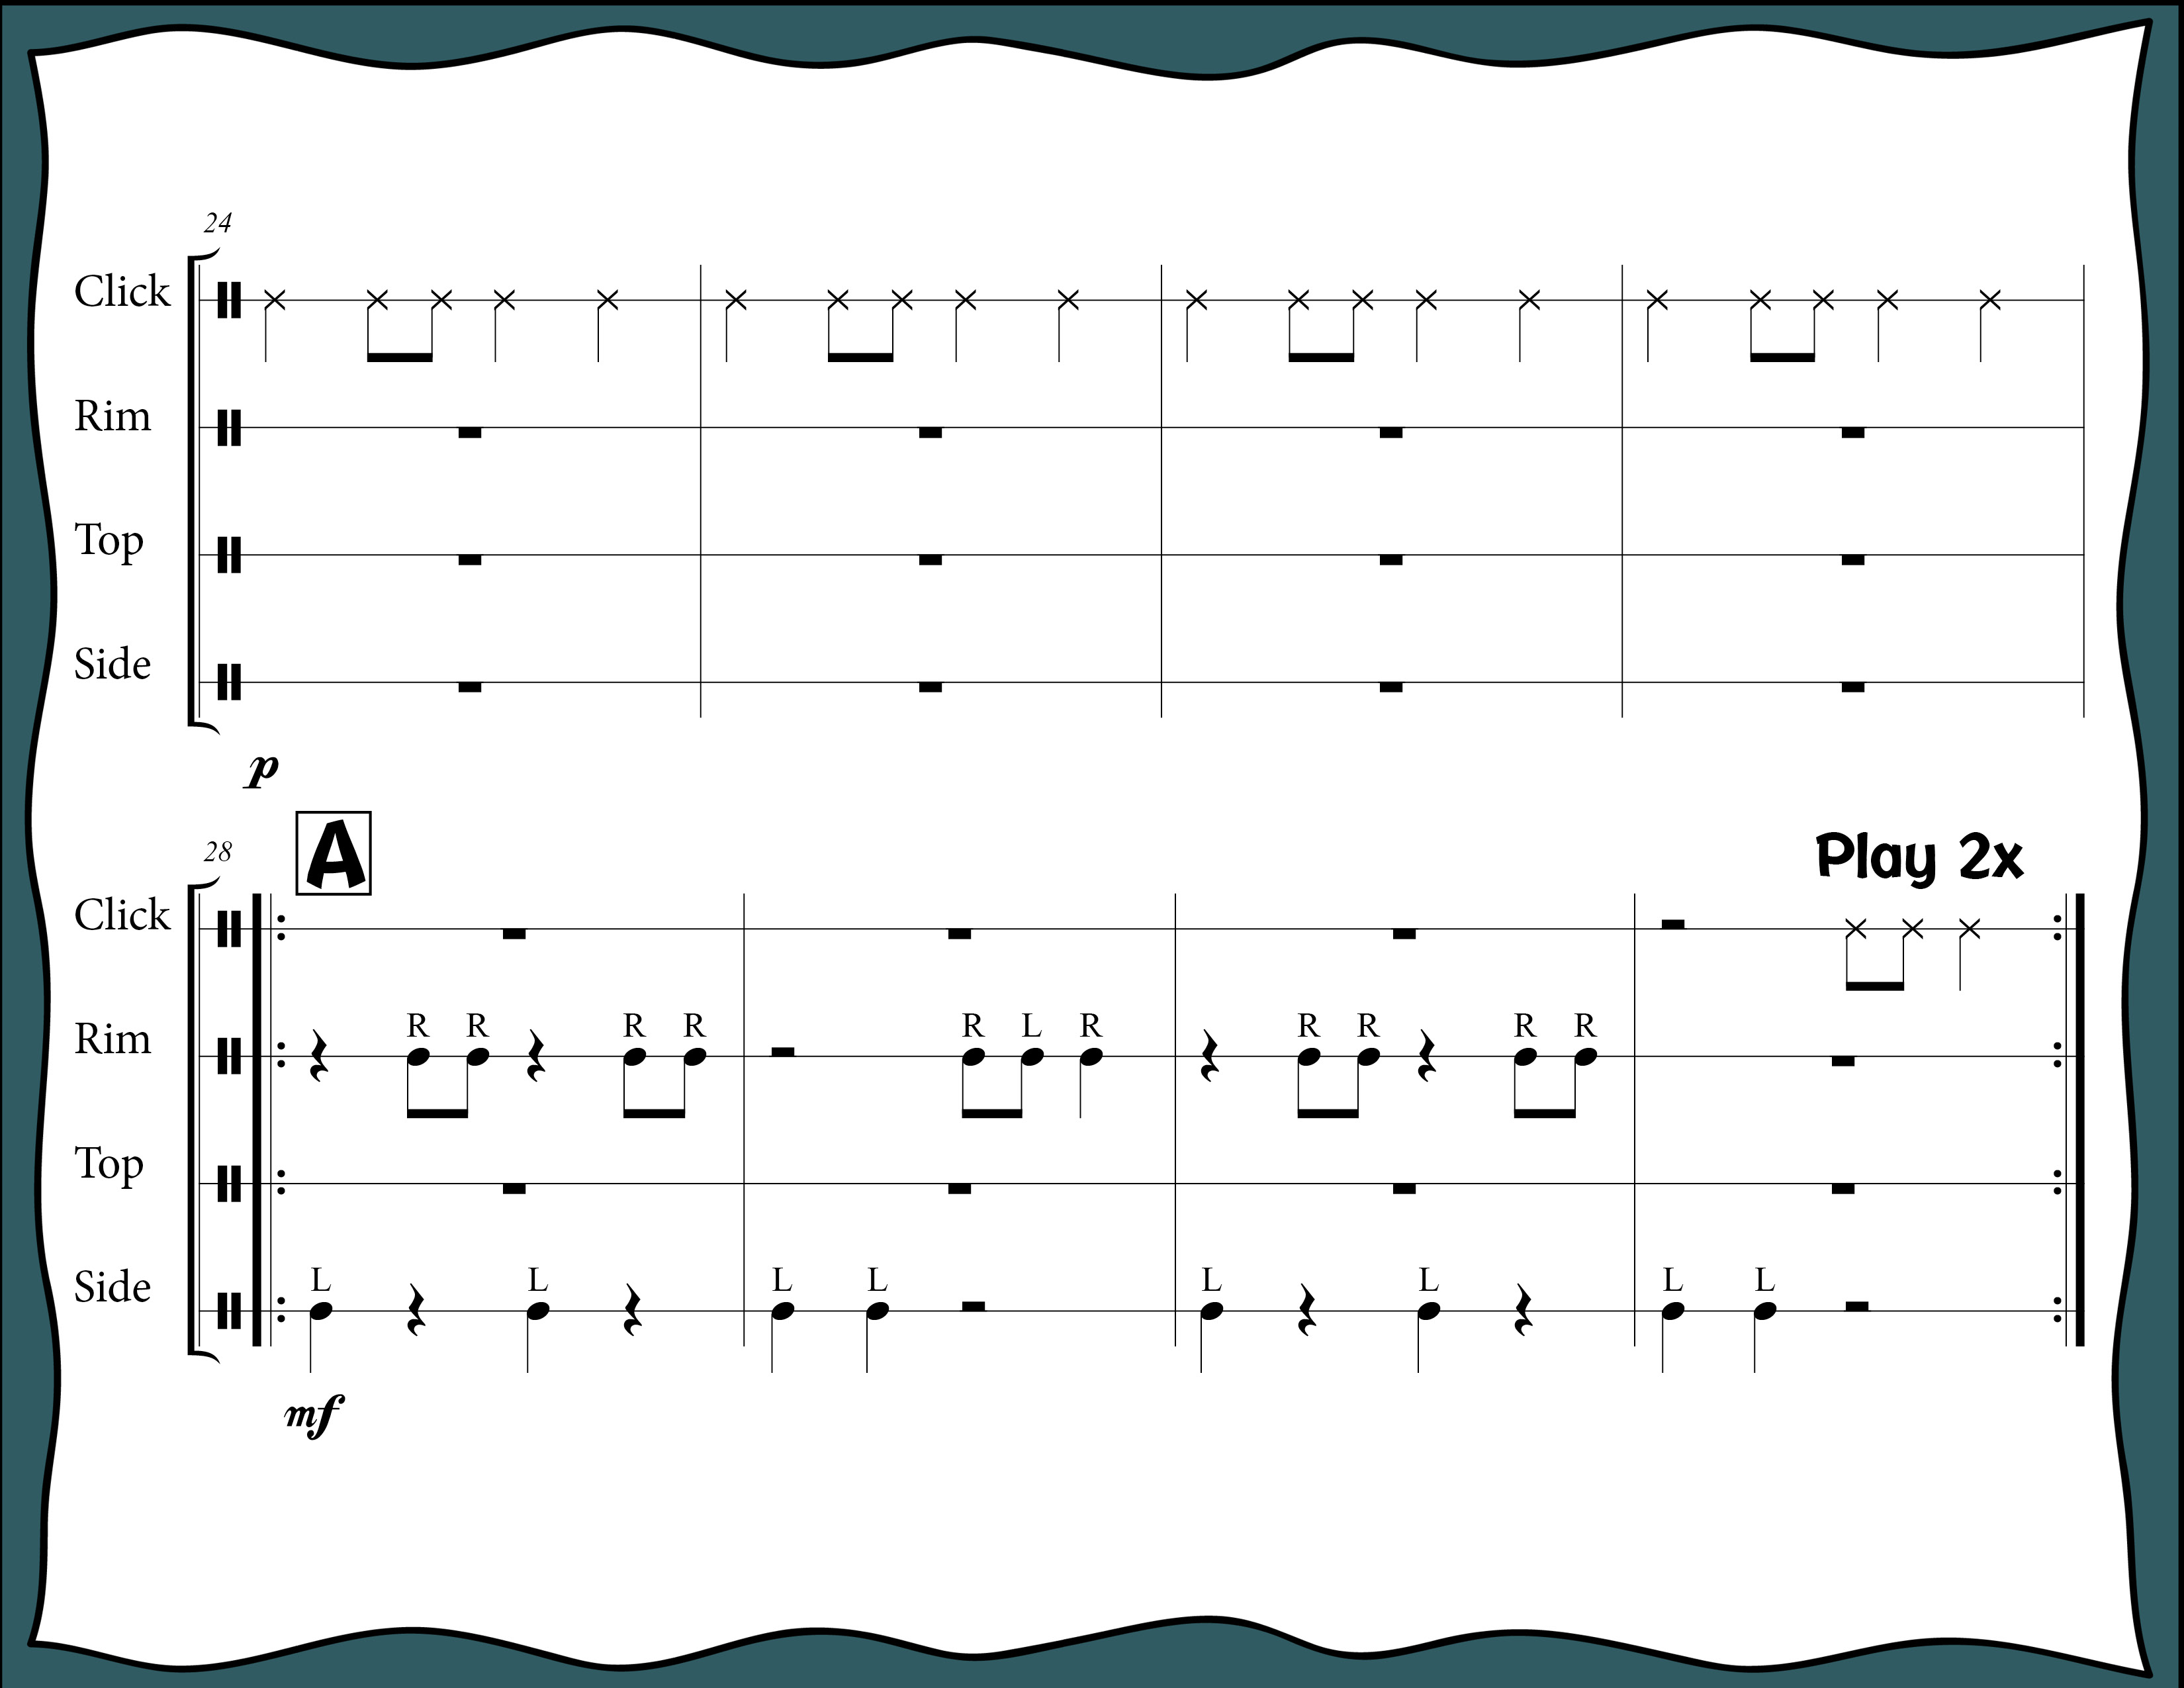 24
Click
Rim
Top
Side
p
28 A Play 2x
Click
R R R R R L R R R R R
Rim
Top
L L L L L L L L
Side
mf